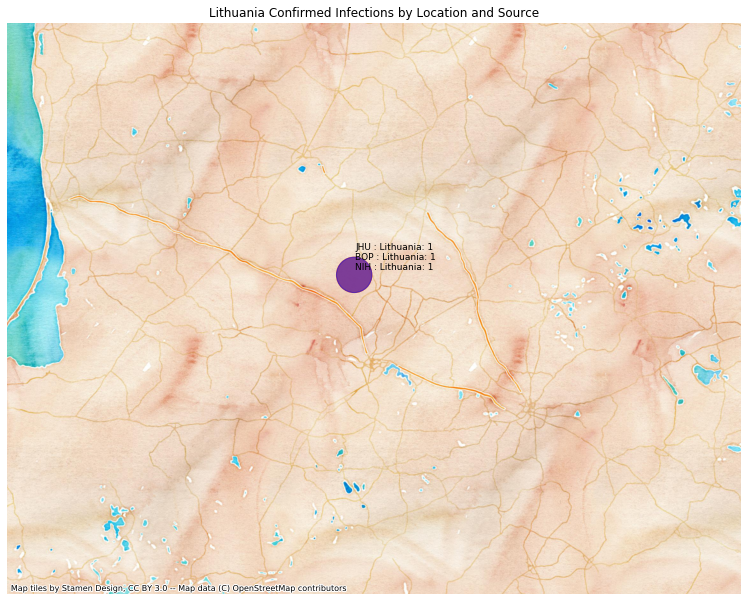 Lithuania Confirmed Infections by Location and Source
JHU : Lithuania: 1
BOP : Lithuania: 1
NIH : Lithuania: 1
Map tiles by Stamen Design, CC BY 3.0 -- Map data (C) OpenStreetMap contributors